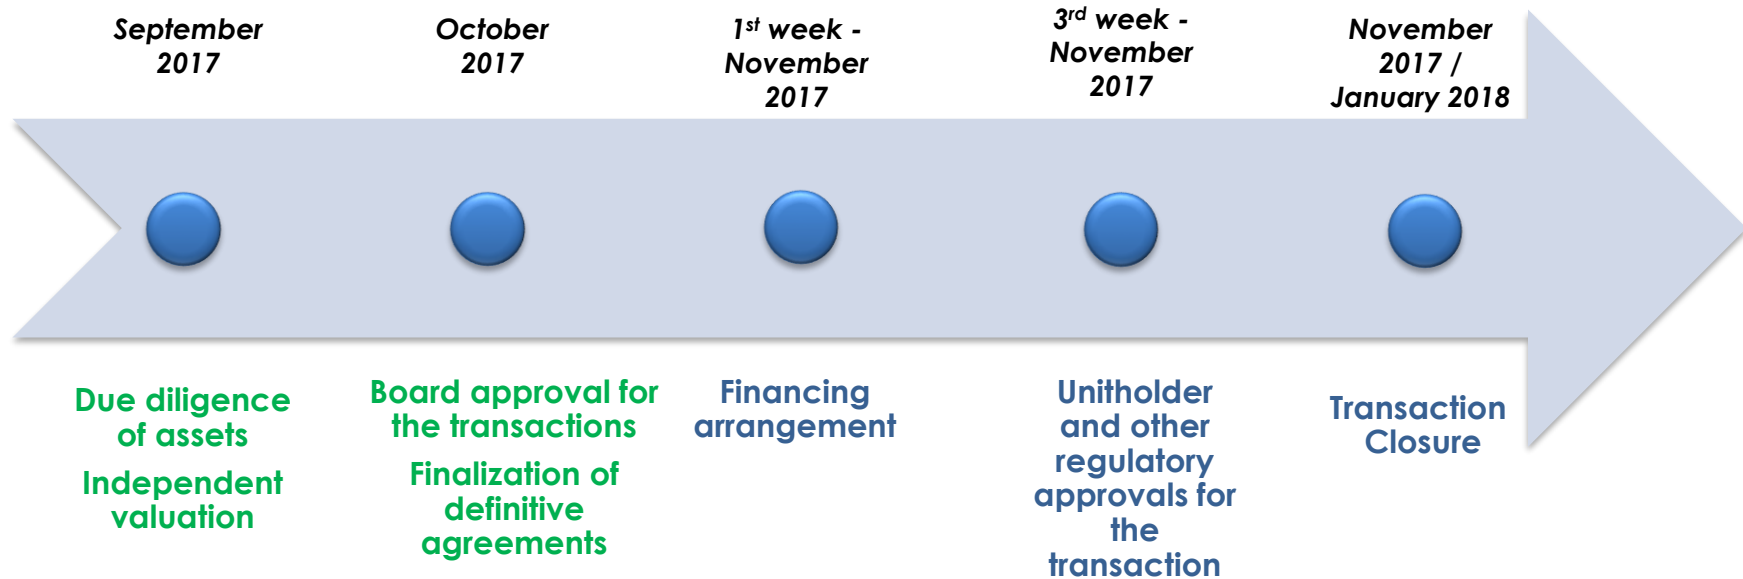 September
2017
October
2017
1st week -
November
2017
3rd week -
November
2017
November
2017 /
January 2018
Due diligence
of assets
Independent
valuation
Board approval for
the transactions
Finalization of
definitive
agreements
Financing
arrangement
Unitholder
and other
regulatory
approvals for
the
transaction
Transaction
Closure